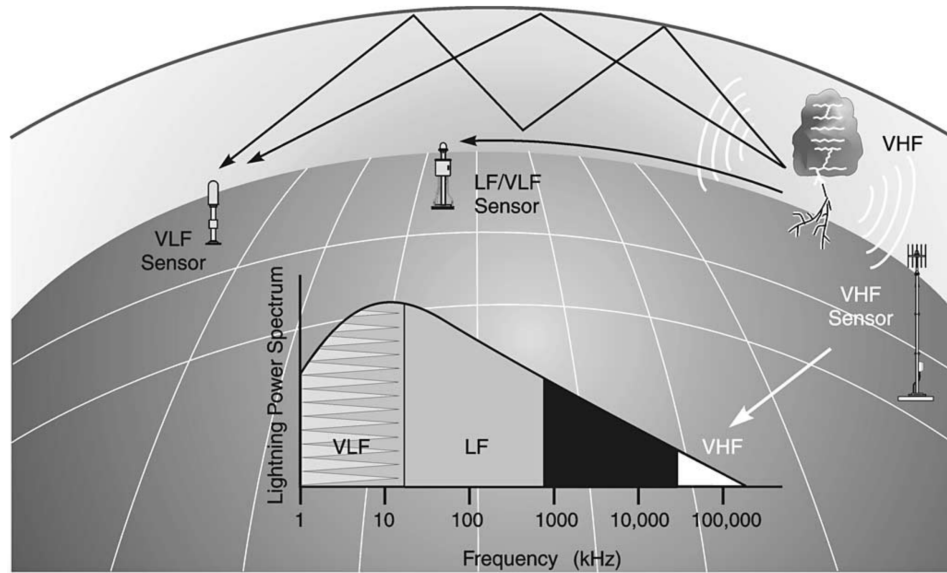 VHF
LF/VLF
Sensor
VLF
Sensor
VHF
Sensor
Lightning Power Spectrum
VLF
LF
VHF
1
10
100
1000
10,000
100,000
Frequency (kHz)